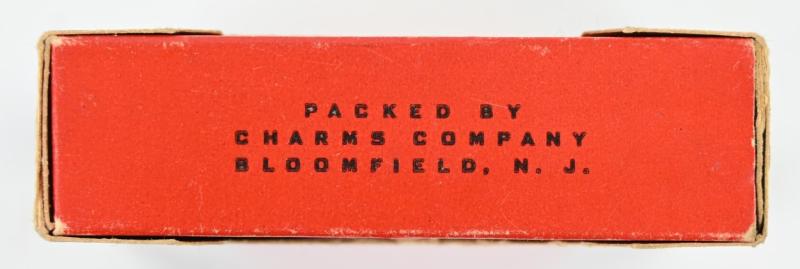 PACKED BY
CHARMS COMPANY
BLOOMFIELD, N. J.